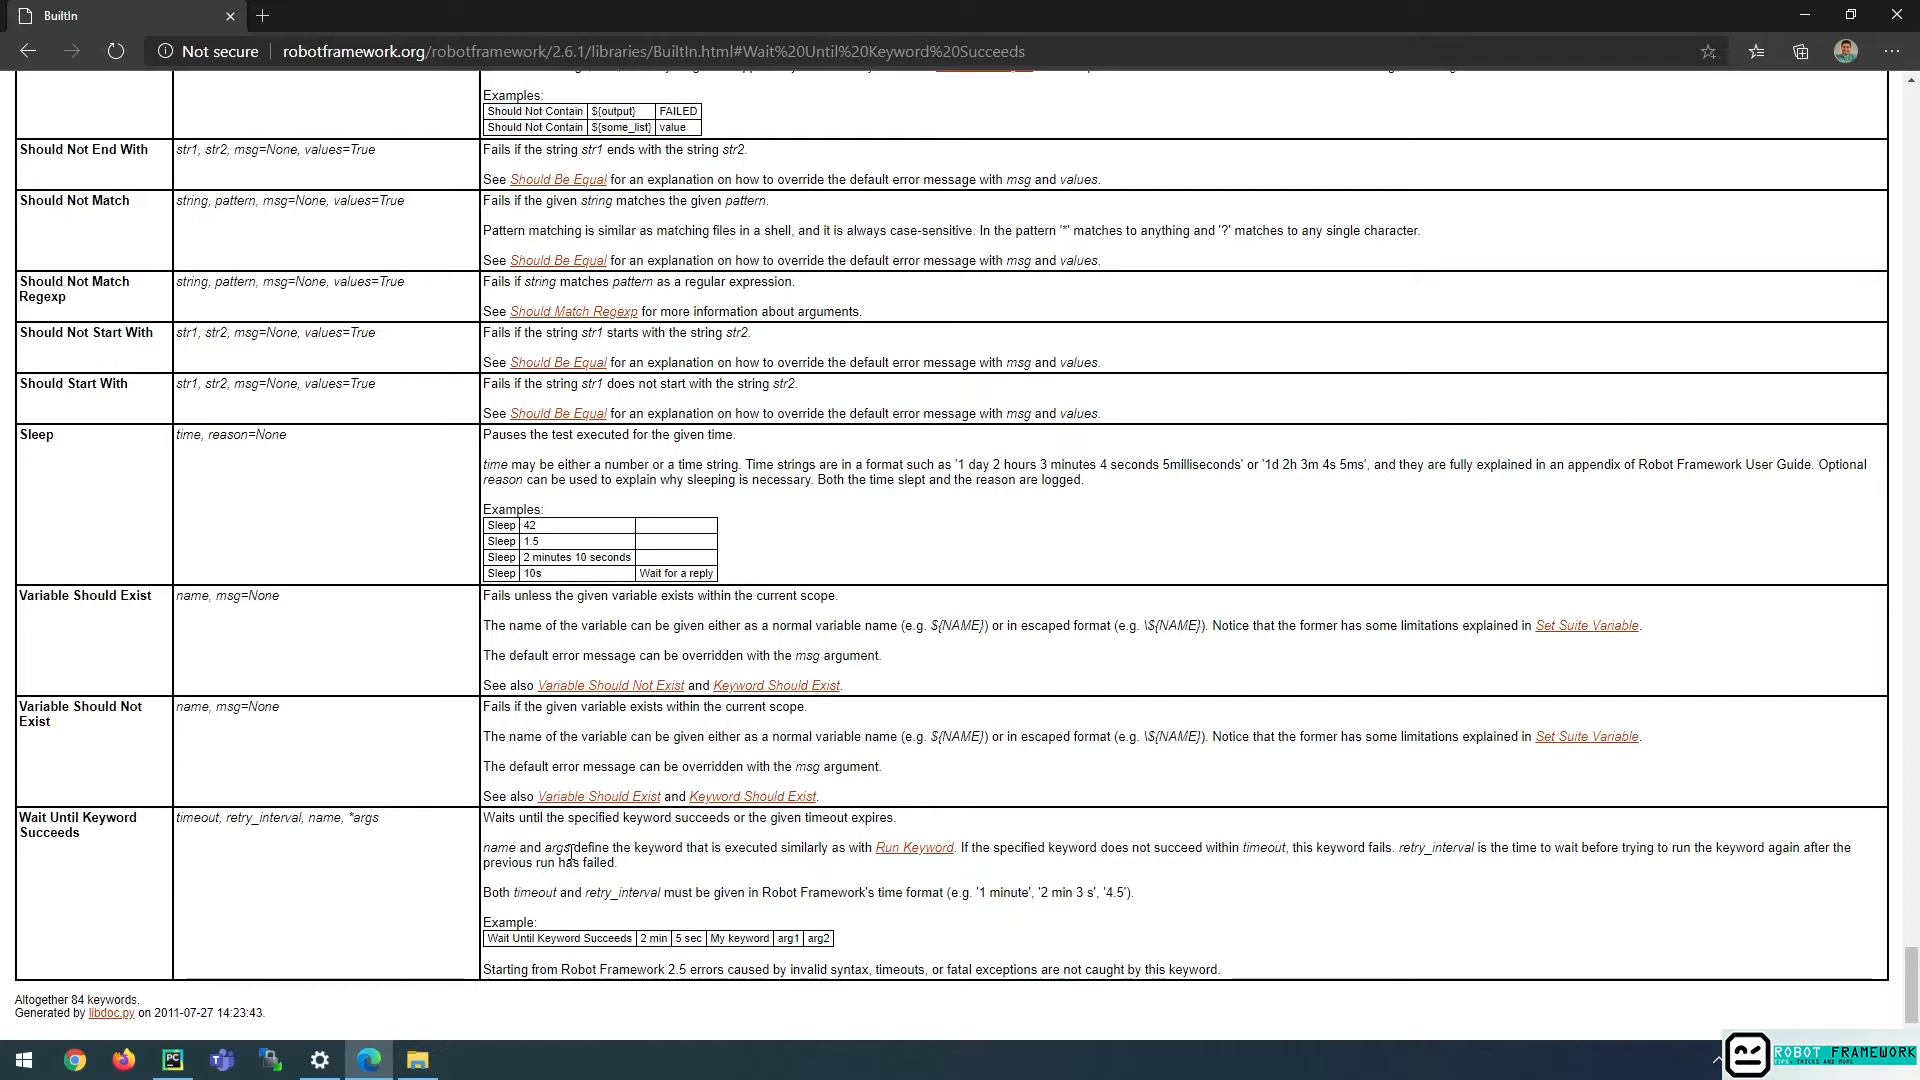 BuiltIn
Not secure
robotframework.org/robotframework/2.6.1/libraries/BuiltIn.html#Wait%20Until%20Keyword%20Succeeds
Examples:
Should Not Contain ${output} FAILED
Should Not Contain ${some_list} value
Should Not End With
str1, str2, msg=None, values=True
Fails if the string str1 ends with the string str2.
See Should Be Equal for an explanation on how to override the default error message with msg and values.
Should Not Match
string, pattern, msg=None, values=True
Fails if the given string matches the given pattern.
Pattern matching is similar as matching files in a shell, and it is always case-sensitive. In the pattern '*' matches to anything and '?' matches to any single character.
See Should Be Equal for an explanation on how to override the default error message with msg and values.
Should Not Match
Regexp
string, pattern, msg=None, values=True
Fails if string matches pattern as a regular expression.
See Should Match Regexp for more information about arguments.
Should Not Start With
str1, str2, msg=None, values=True
Fails if the string str1 starts with the string str2.
See Should Be Equal for an explanation on how to override the default error message with msg and values.
Should Start With
str1, str2, msg=None, values=True
Fails if the string str1 does not start with the string str2.
See Should Be Equal for an explanation on how to override the default error message with msg and values.
Sleep
time, reason=None
Pauses the test executed for the given time.
time may be either a number or a time string. Time strings are in a format such as '1 day 2 hours 3 minutes 4 seconds 5milliseconds' or '1d 2h 3m 4s 5ms', and they are fully explained in an appendix of Robot Framework User Guide. Optional
reason can be used to explain why sleeping is necessary. Both the time slept and the reason are logged.
Examples:
Sleep 42
Sleep 1.5
Sleep 2 minutes 10 seconds
Sleep 10s Wait for a reply
Variable Should Exist
name, msg=None
Fails unless the given variable exists within the current scope.
The name of the variable can be given either as a normal variable name (e.g. ${NAME}) or in escaped format (e.g. \${NAME}). Notice that the former has some limitations explained in Set Suite Variable.
The default error message can be overridden with the msg argument.
See also Variable Should Not Exist and Keyword Should Exist.
Variable Should Not
Exist
name, msg=None
Fails if the given variable exists within the current scope.
The name of the variable can be given either as a normal variable name (e.g. ${NAME}) or in escaped format (e.g. \${NAME}). Notice that the former has some limitations explained in Set Suite Variable.
The default error message can be overridden with the msg argument.
See also Variable Should Exist and Keyword Should Exist.
Wait Until Keyword
Succeeds
timeout, retry_interval, name, *args
Waits until the specified keyword succeeds or the given timeout expires.
name and args define the keyword that is executed similarly as with Run Keyword. If the specified keyword does not succeed within timeout, this keyword fails. retry_interval is the time to wait before trying to run the keyword again after the
previous run has failed.
Both timeout and retry_interval must be given in Robot Framework's time format (e.g. '1 minute', '2 min 3 s', '4.5').
Example:
Wait Until Keyword Succeeds 2 min 5 sec My keyword arg1 arg2
Starting from Robot Framework 2.5 errors caused by invalid syntax, timeouts, or fatal exceptions are not caught by this keyword.
Altogether 84 keywords.
Generated by libdoc.py on 2011-07-27 14:23:43.
PC
ROBOT FRAMEWORK
TIPS, TRICKS AND MORE